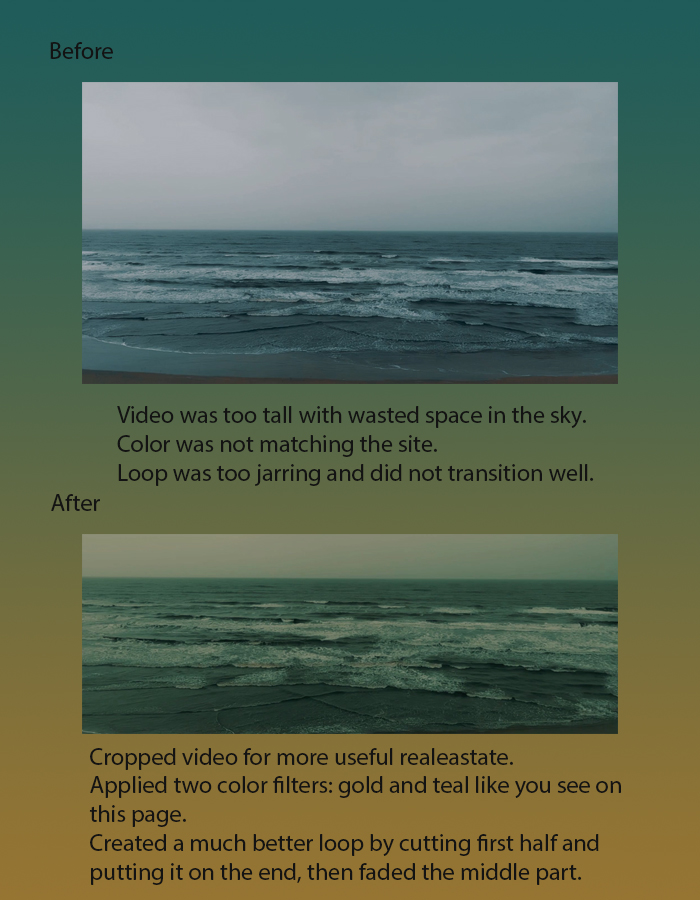 Before
Video was too tall with wasted space in the sky.
Color was not matching the site.
Loop was too jarring and did not transition well.
After
Cropped video for more useful realeastate.
Applied two color filters: gold and teal like you see on
this page.
Created a much better loop by cutting first half and
putting it on the end, then faded the middle part.